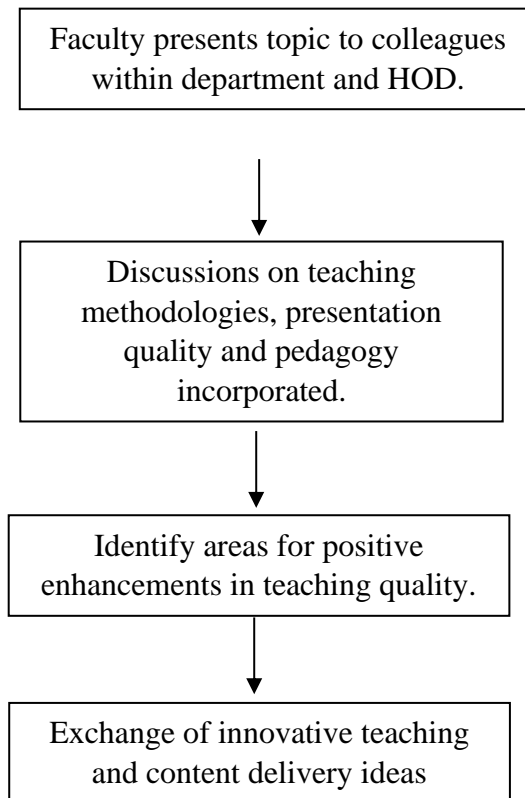 Faculty presents topic to colleagues
within department and HOD.
Discussions on teaching
methodologies, presentation
quality and pedagogy
incorporated.
Identify areas for positive
enhancements in teaching quality.
Exchange of innovative teaching
and content delivery ideas